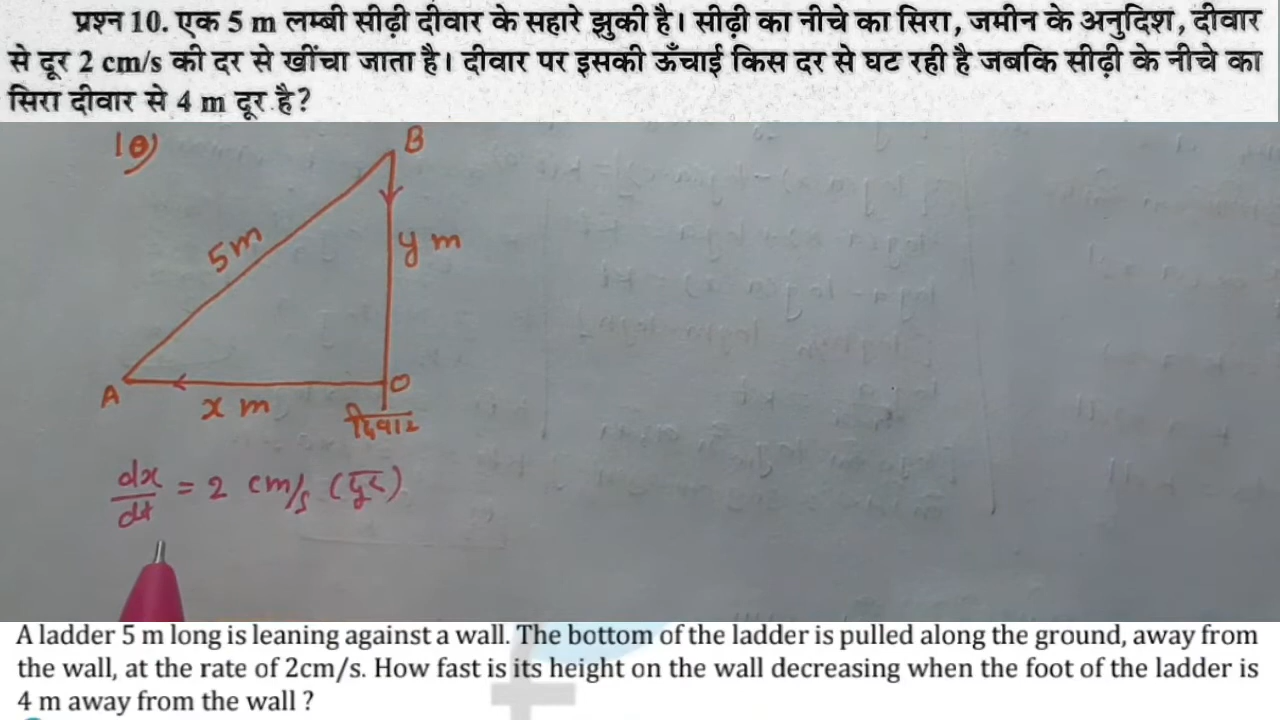 प्रश्न 10. एक 5 m लम्बी सीढ़ी दीवार के सहारे झुकी है। सीढ़ी का नीचे का सिरा, जमीन के अनुदिश, दीवार
से दूर 2 cm/s की दर से खींचा जाता है। दीवार पर इसकी ऊँचाई किस दर से घट रही है जबकि सीढ़ी के नीचे का
सिरा दीवार से 4 m दूर है?
10)
B
5m
y m
A
x m
O
दिवार
dx/dt = 2 cm/s (दूर)
A ladder 5 m long is leaning against a wall. The bottom of the ladder is pulled along the ground, away from
the wall, at the rate of 2cm/s. How fast is its height on the wall decreasing when the foot of the ladder is
4 m away from the wall ?